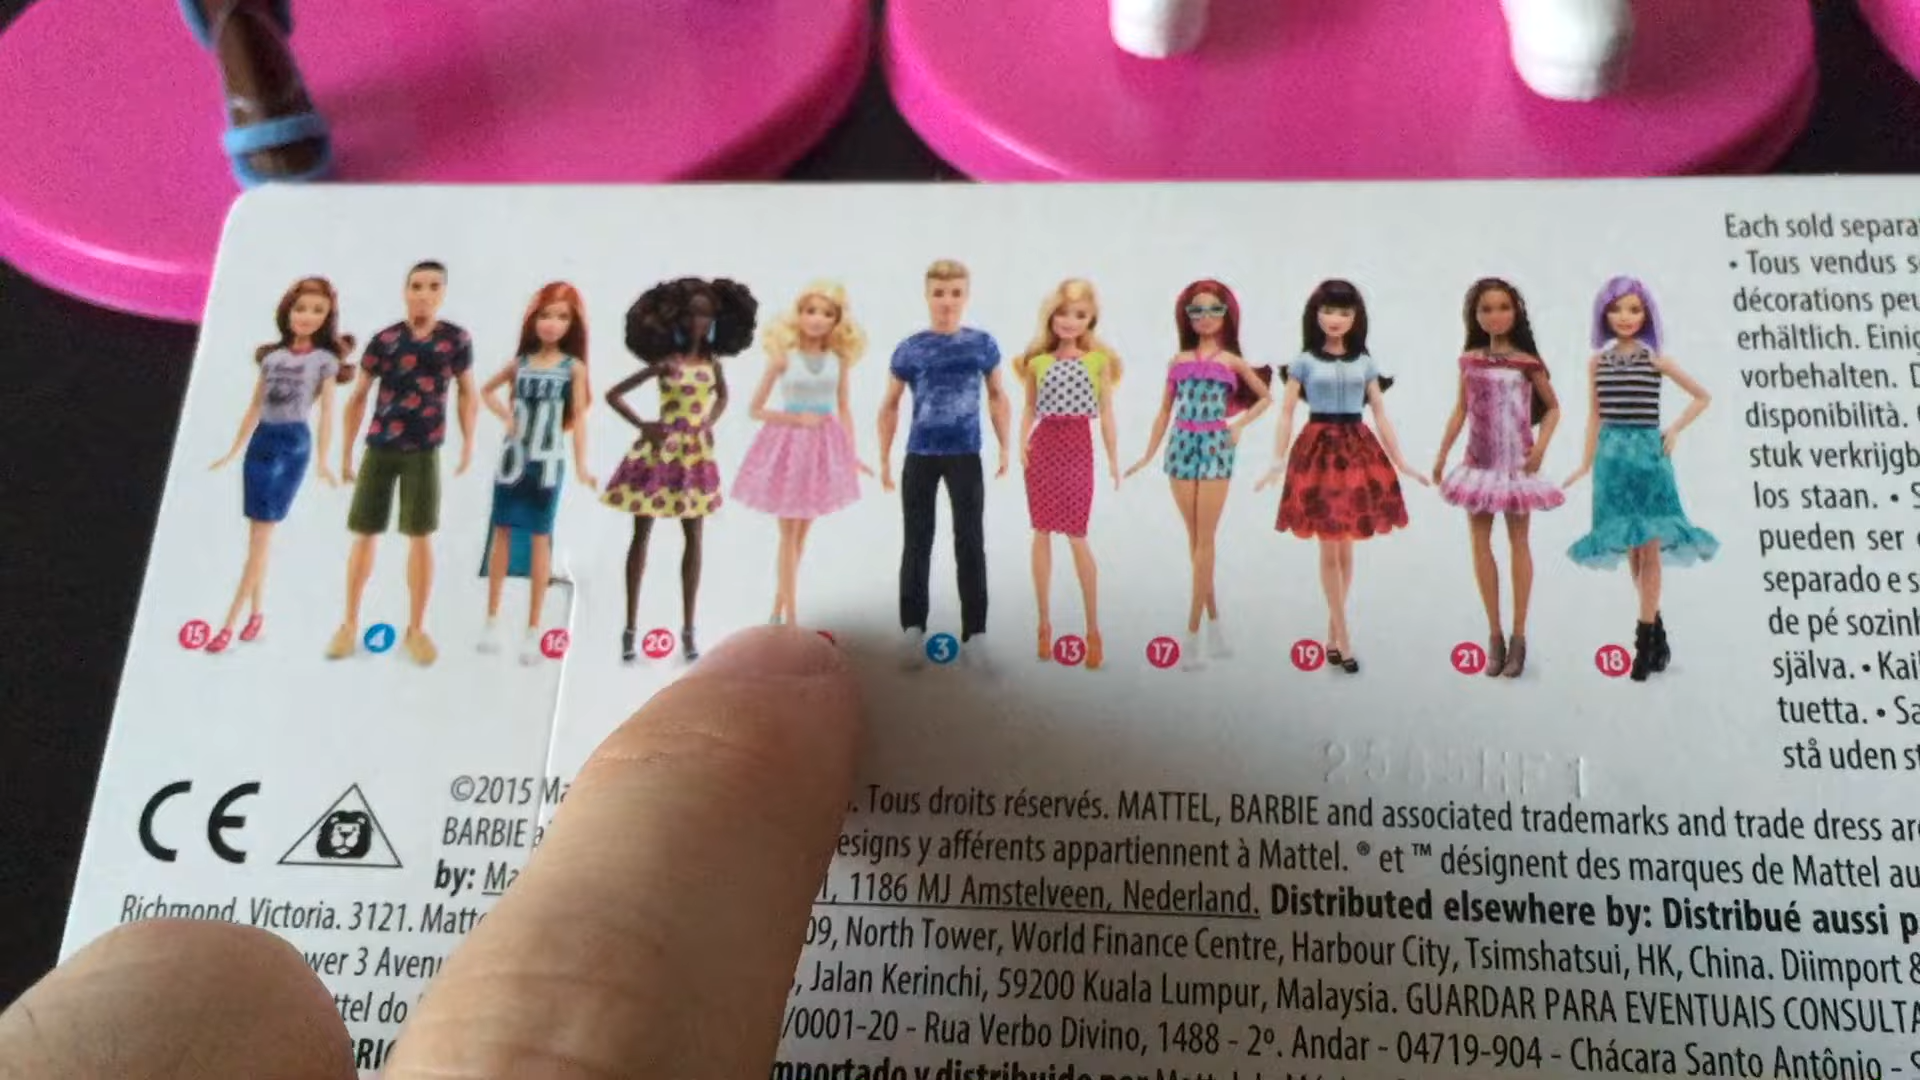 Each sold separa
• Tous vendus s
décorations peu
erhältlich. Einig
vorbehalten. D
disponibilità.
stuk verkrijgb
los staan. • S
pueden ser
separado e s
de pé sozinh
själva. • Kai
tuetta. • Sa
stå uden st
84
15 4 16 20 3 13 17 19 21 18
CE
©2015 Ma
. Tous droits réservés. MATTEL, BARBIE and associated trademarks and trade dress are
BARBIE a
esigns y afférents appartiennent à Mattel. ® et ™ désignent des marques de Mattel au
by: Ma
, 1186 MJ Amstelveen, Nederland. Distributed elsewhere by: Distribué aussi p
Richmond, Victoria. 3121. Matte
09, North Tower, World Finance Centre, Harbour City, Tsimshatsui, HK, China. Diimport &
wer 3 Avenu
, Jalan Kerinchi, 59200 Kuala Lumpur, Malaysia. GUARDAR PARA EVENTUAIS CONSULTA
ttel do
/0001-20 - Rua Verbo Divino, 1488 - 2º. Andar - 04719-904 - Chácara Santo Antônio - S
mportado y distribuido por